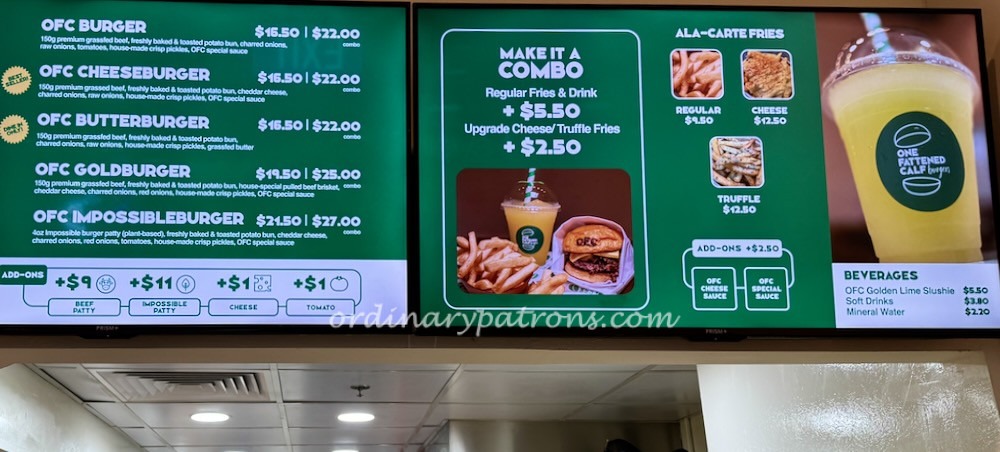 OFC BURGER $16.50 | $22.00
combo
150g premium grassfed beef, freshly baked & toasted potato bun, charred onions,
raw onions, tomatoes, house-made crisp pickles, OFC special sauce
BEST
SELLER!
OFC CHEESEBURGER $16.50 | $22.00
combo
150g premium grassfed beef, freshly baked & toasted potato bun, cheddar cheese,
charred onions, raw onions, house-made crisp pickles, OFC special sauce
OFC BUTTERBURGER $16.50 | $22.00
combo
150g premium grassfed beef, freshly baked & toasted potato bun,
charred onions, raw onions, house-made crisp pickles, grassfed butter
OFC GOLDBURGER $19.50 | $25.00
combo
150g premium grassfed beef, freshly baked & toasted potato bun, house-special pulled beef brisket,
cheddar cheese, charred onions, red onions, house-made crisp pickles, OFC special sauce
OFC IMPOSSIBLEBURGER $21.50 | $27.00
combo
4oz Impossible burger patty (plant-based), freshly baked & toasted potato bun, cheddar cheese,
charred onions, red onions, tomatoes, house-made crisp pickles, OFC special sauce
ADD-ONS
+$9 +$11 +$1 +$1
BEEF
PATTY
IMPOSSIBLE
PATTY
CHEESE
TOMATO
PRISM+
MAKE IT A
COMBO
Regular Fries & Drink
+ $5.50
Upgrade Cheese/ Truffle Fries
+ $2.50
OFC
ALA-CARTE FRIES
REGULAR
$9.50
CHEESE
$12.50
TRUFFLE
$12.50
ADD-ONS +$2.50
OFC
CHEESE
SAUCE
OFC
SPECIAL
SAUCE
ONE
FATTENED
CALF burgers
BEVERAGES
OFC Golden Lime Slushie $5.50
Soft Drinks $3.80
Mineral Water $2.20
PRISM+
ordinarypatrons.com